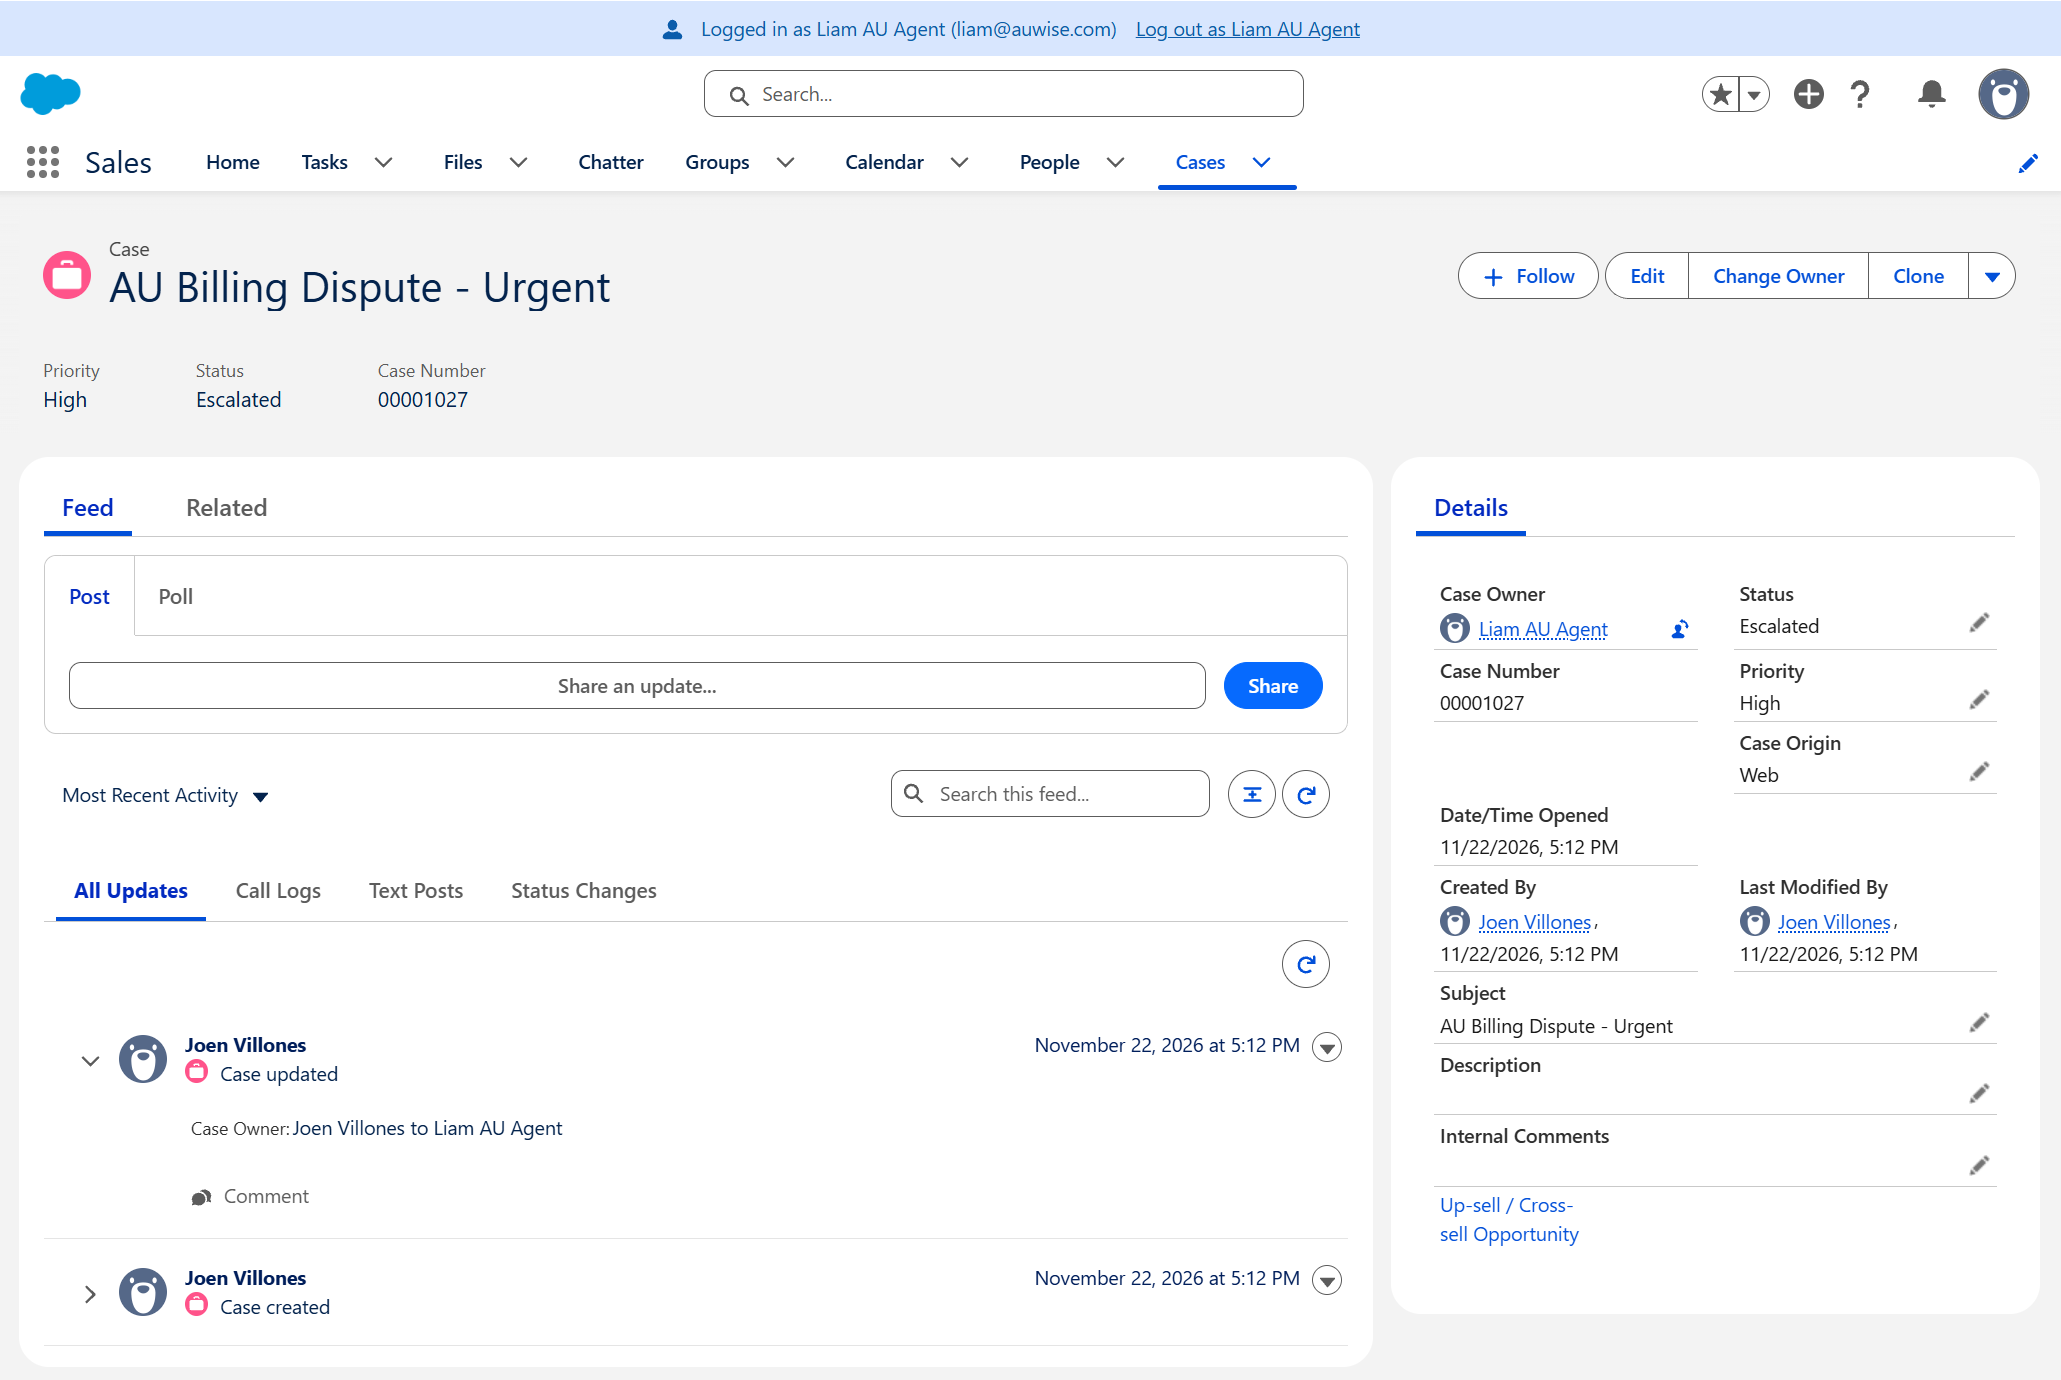 Logged in as Liam AU Agent (liam@auwise.com) Log out as Liam AU Agent
Search...
Sales Home Tasks Files Chatter Groups Calendar People Cases
Case
AU Billing Dispute - Urgent
Follow Edit Change Owner Clone
Priority Status Case Number
High Escalated 00001027
Feed Related
Post Poll
Share an update... Share
Most Recent Activity Search this feed...
All Updates Call Logs Text Posts Status Changes
Joen Villones November 22, 2026 at 5:12 PM
Case updated
Case Owner: Joen Villones to Liam AU Agent
Comment
Joen Villones November 22, 2026 at 5:12 PM
Case created
Details
Case Owner Status
Liam AU Agent Escalated
Case Number Priority
00001027 High
Case Origin
Web
Date/Time Opened
11/22/2026, 5:12 PM
Created By Last Modified By
Joen Villones, Joen Villones,
11/22/2026, 5:12 PM 11/22/2026, 5:12 PM
Subject
AU Billing Dispute - Urgent
Description
Internal Comments
Up-sell / Cross-
sell Opportunity